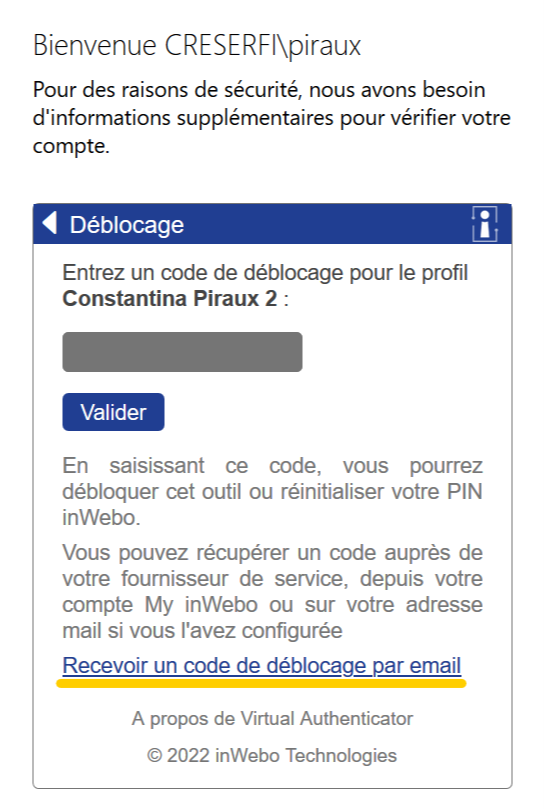 Bienvenue CRESERFI\piraux
Pour des raisons de sécurité, nous avons besoin
d'informations supplémentaires pour vérifier votre
compte.
Déblocage
Entrez un code de déblocage pour le profil
Constantina Piraux 2 :
Valider
En saisissant ce code, vous pourrez
débloquer cet outil ou réinitialiser votre PIN
inWebo.
Vous pouvez récupérer un code auprès de
votre fournisseur de service, depuis votre
compte My inWebo ou sur votre adresse
mail si vous l'avez configurée
Recevoir un code de déblocage par email
A propos de Virtual Authenticator
© 2022 inWebo Technologies